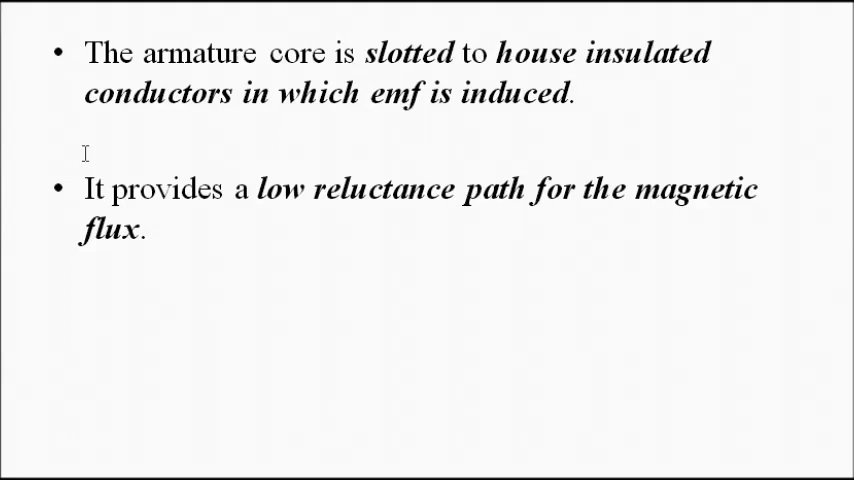 • The armature core is slotted to house insulated
conductors in which emf is induced.
• It provides a low reluctance path for the magnetic
flux.